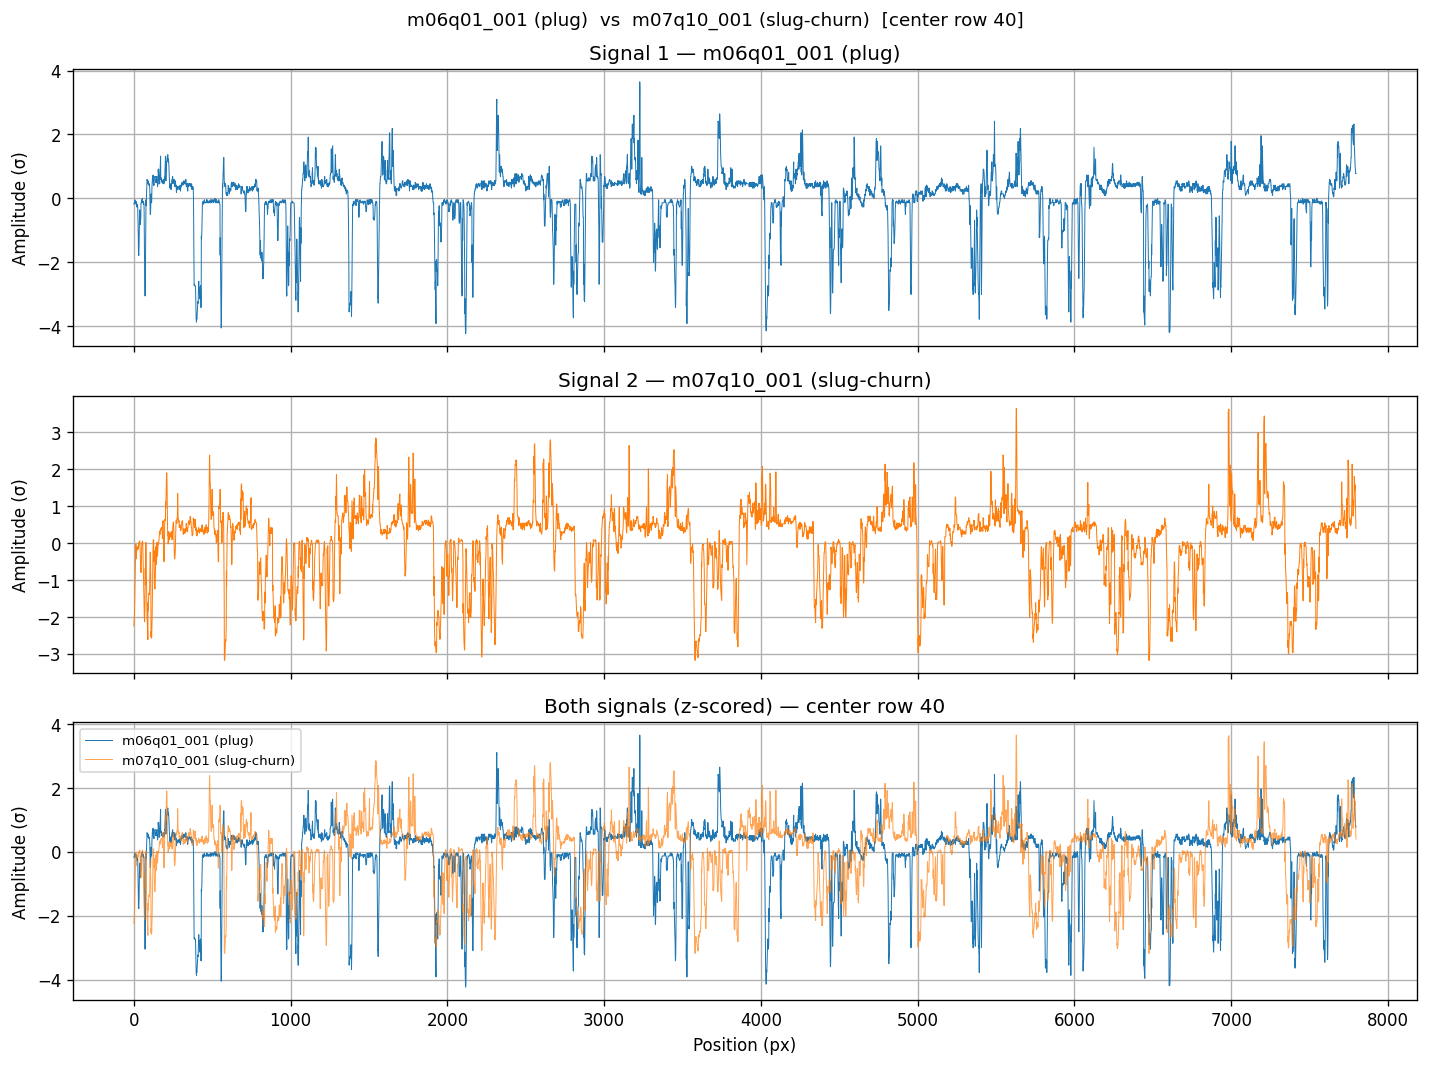 m06q01_001 (plug)  vs  m07q10_001 (slug-churn)  [center row 40]
Signal 1 — m06q01_001 (plug)
Amplitude (σ)
4
2
0
−2
−4
Signal 2 — m07q10_001 (slug-churn)
Amplitude (σ)
3
2
1
0
−1
−2
−3
Both signals (z-scored) — center row 40
m06q01_001 (plug)
m07q10_001 (slug-churn)
Amplitude (σ)
4
2
0
−2
−4
0 1000 2000 3000 4000 5000 6000 7000 8000
Position (px)